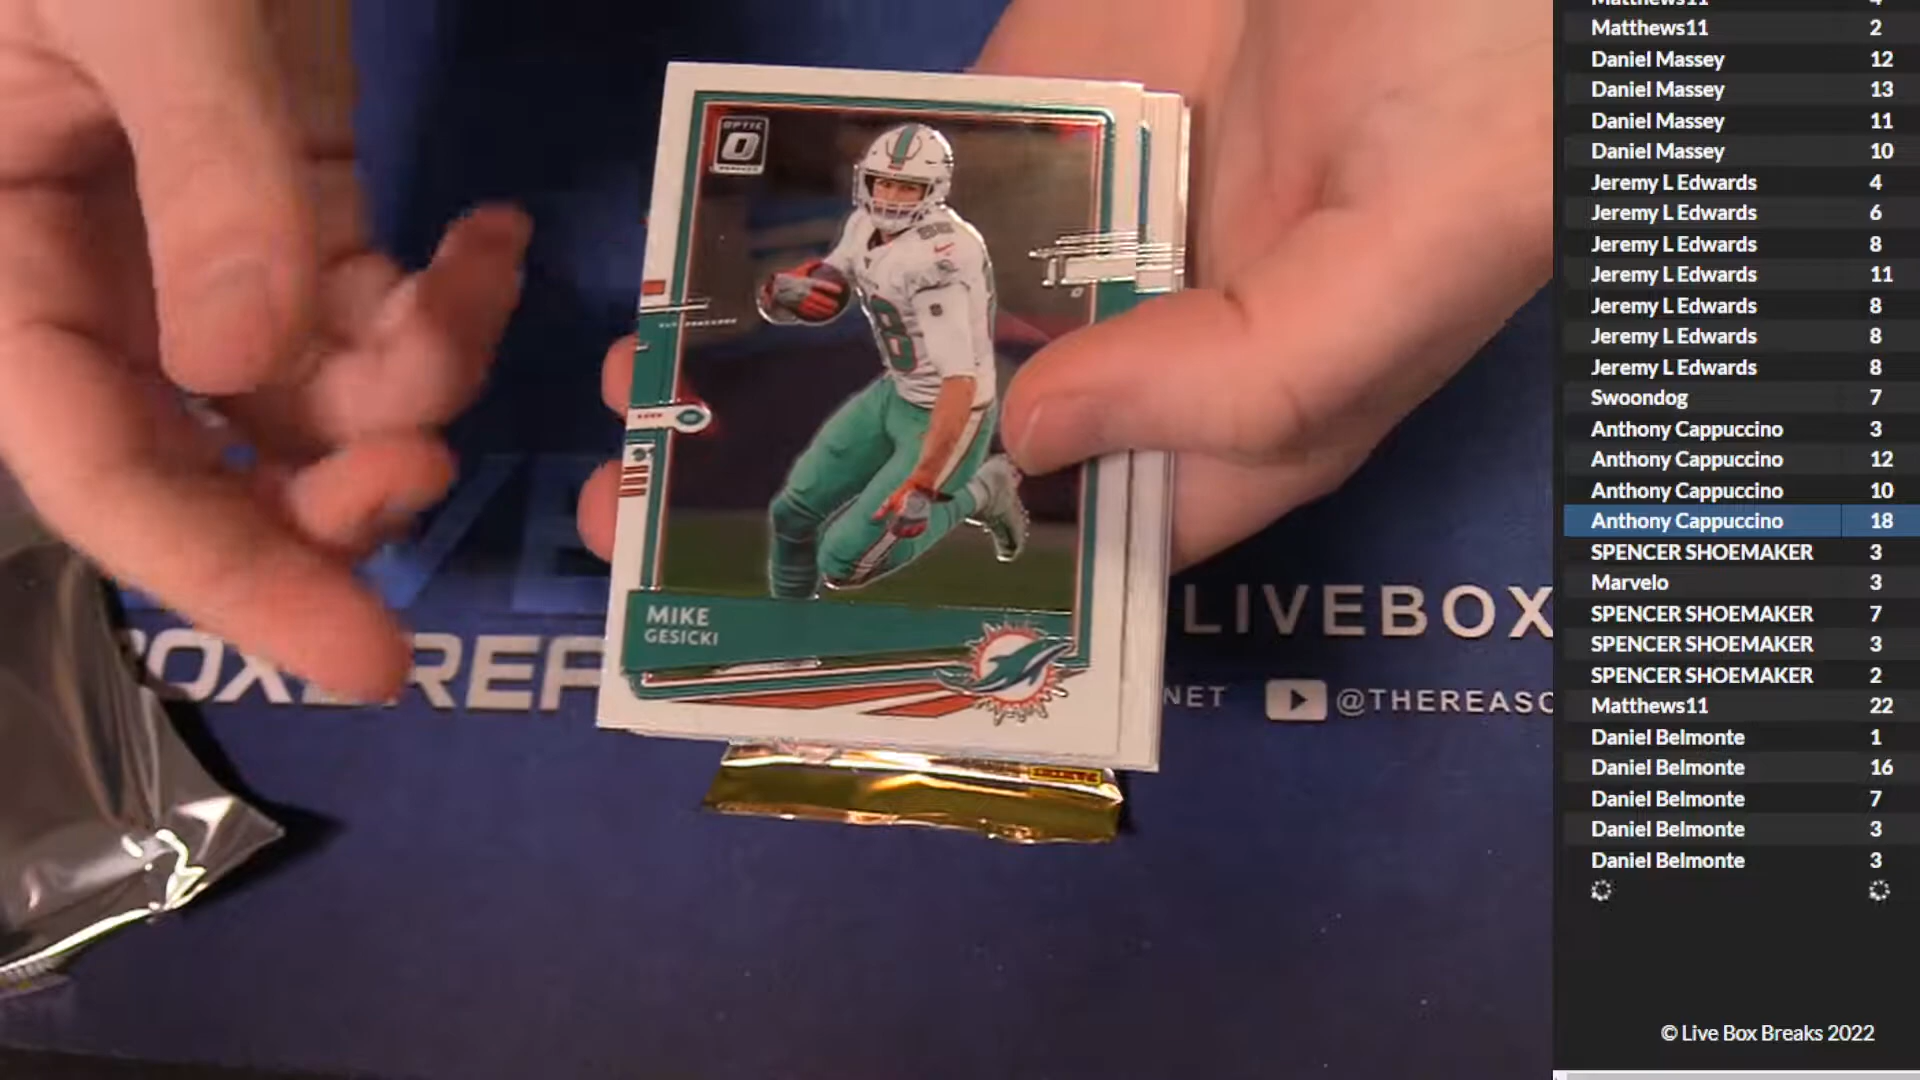 OPTIC
MIKE
GESICKI
OXBREA
LIVEBOX
NET
@THEREASO
Matthews11 4
Matthews11 2
Daniel Massey 12
Daniel Massey 13
Daniel Massey 11
Daniel Massey 10
Jeremy L Edwards 4
Jeremy L Edwards 6
Jeremy L Edwards 8
Jeremy L Edwards 11
Jeremy L Edwards 8
Jeremy L Edwards 8
Jeremy L Edwards 8
Swoondog 7
Anthony Cappuccino 3
Anthony Cappuccino 12
Anthony Cappuccino 10
Anthony Cappuccino 18
SPENCER SHOEMAKER 3
Marvelo 3
SPENCER SHOEMAKER 7
SPENCER SHOEMAKER 3
SPENCER SHOEMAKER 2
Matthews11 22
Daniel Belmonte 1
Daniel Belmonte 16
Daniel Belmonte 7
Daniel Belmonte 3
Daniel Belmonte 3
© Live Box Breaks 2022